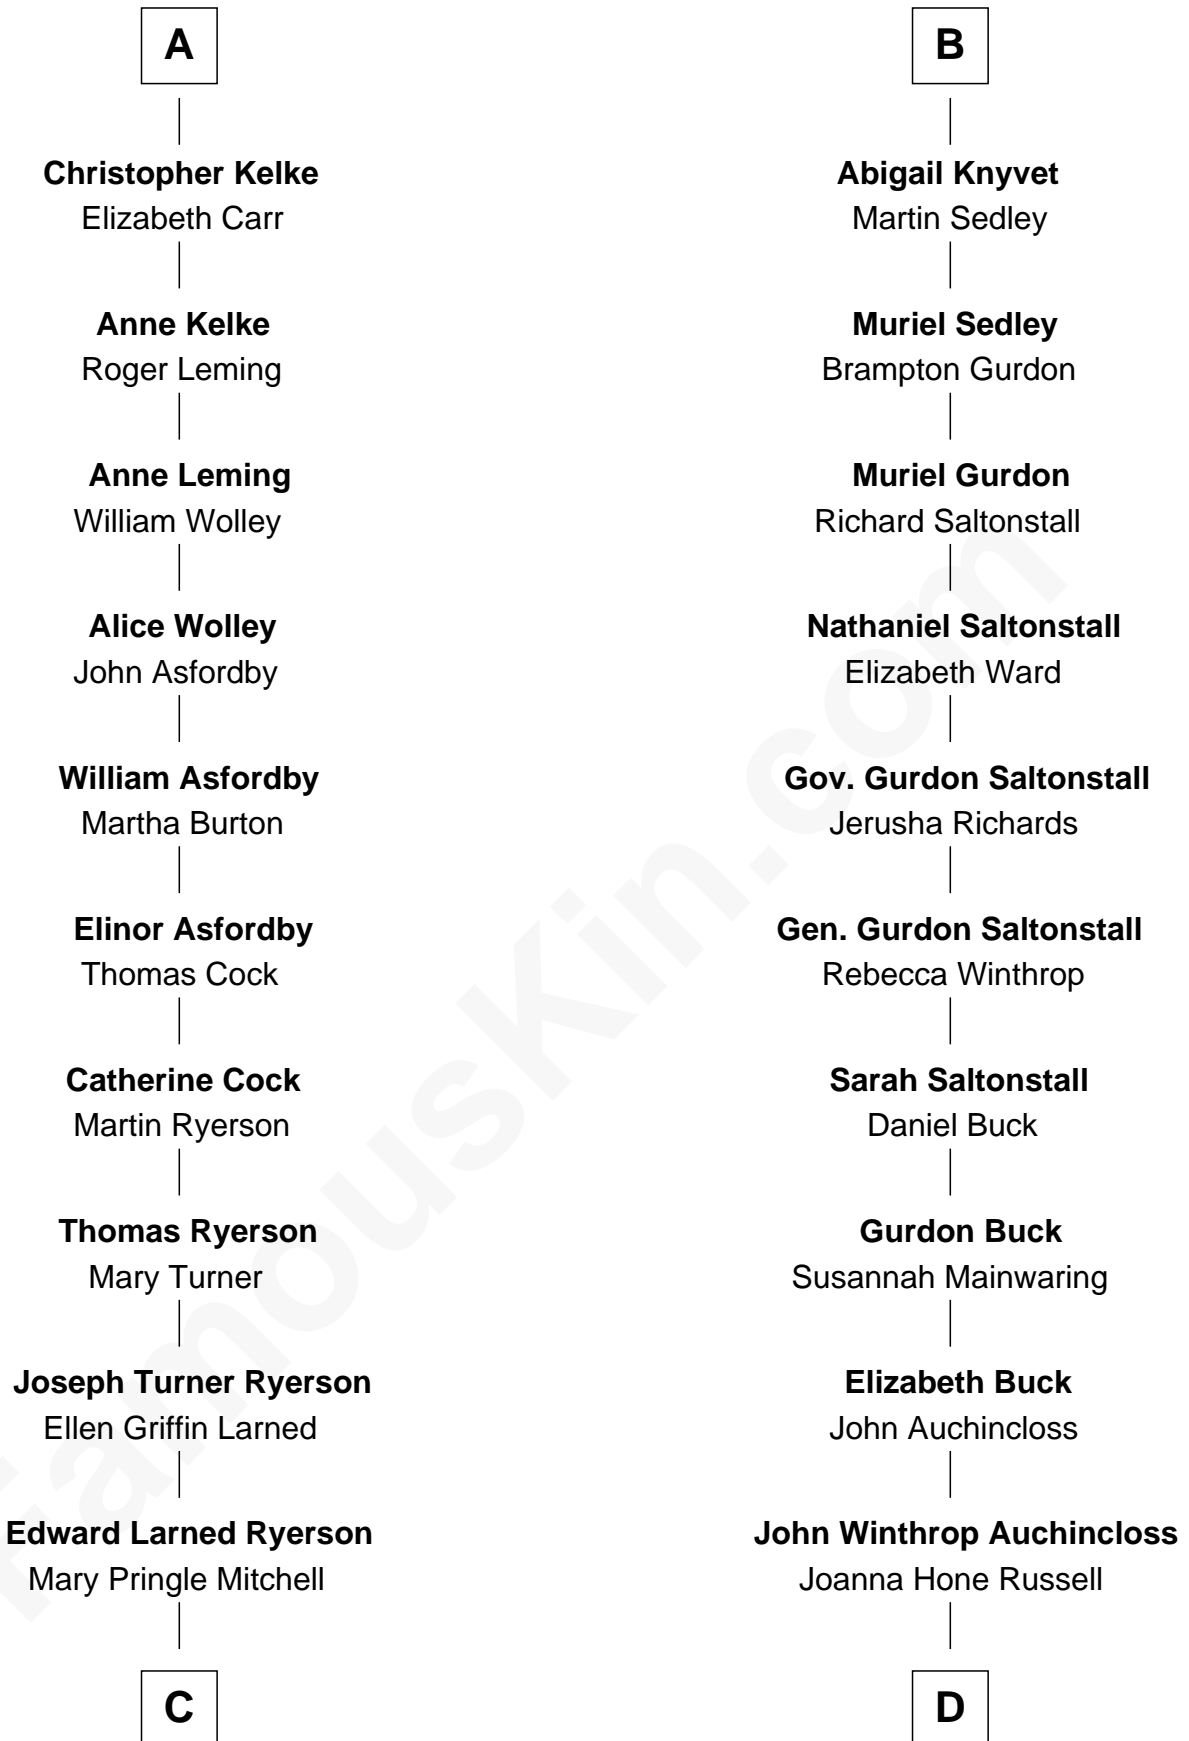 A
Christopher Kelke
Elizabeth Carr
Anne Kelke
Roger Leming
Anne Leming
William Wolley
Alice Wolley
John Asfordby
William Asfordby
Martha Burton
Elinor Asfordby
Thomas Cock
Catherine Cock
Martin Ryerson
Thomas Ryerson
Mary Turner
Joseph Turner Ryerson
Ellen Griffin Larned
Edward Larned Ryerson
Mary Pringle Mitchell
C
B
Abigail Knyvet
Martin Sedley
Muriel Sedley
Brampton Gurdon
Muriel Gurdon
Richard Saltonstall
Nathaniel Saltonstall
Elizabeth Ward
Gov. Gurdon Saltonstall
Jerusha Richards
Gen. Gurdon Saltonstall
Rebecca Winthrop
Sarah Saltonstall
Daniel Buck
Gurdon Buck
Susannah Mainwaring
Elizabeth Buck
John Auchincloss
John Winthrop Auchincloss
Joanna Hone Russell
D
FamousKin.com